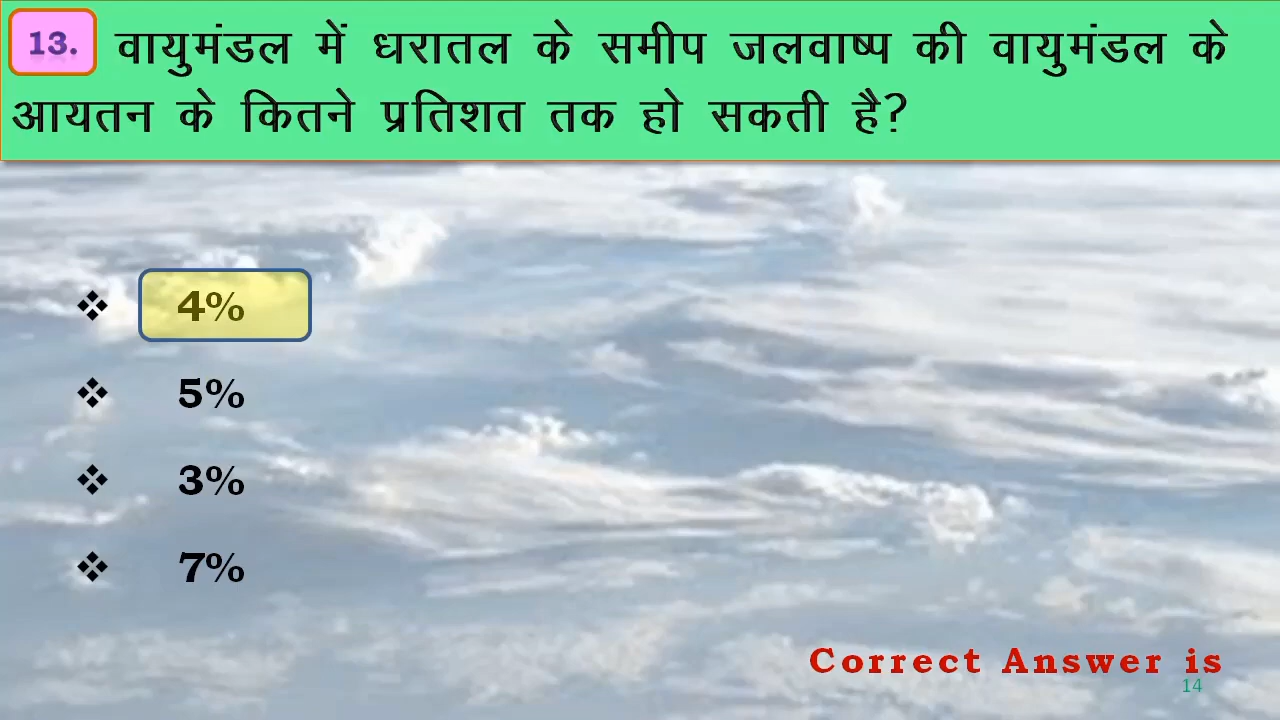 13. वायुमंडल में धरातल के समीप जलवाष्प की वायुमंडल के
आयतन के कितने प्रतिशत तक हो सकती है?
❖ 4%
❖ 5%
❖ 3%
❖ 7%
Correct Answer is
14